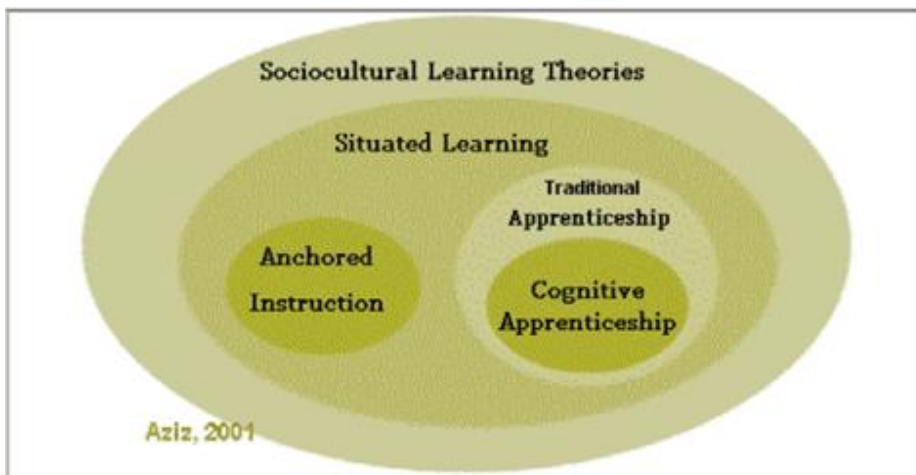 Sociocultural Learning Theories
Situated Learning
Traditional
Apprenticeship
Anchored
Instruction
Cognitive
Apprenticeship
Aziz, 2001